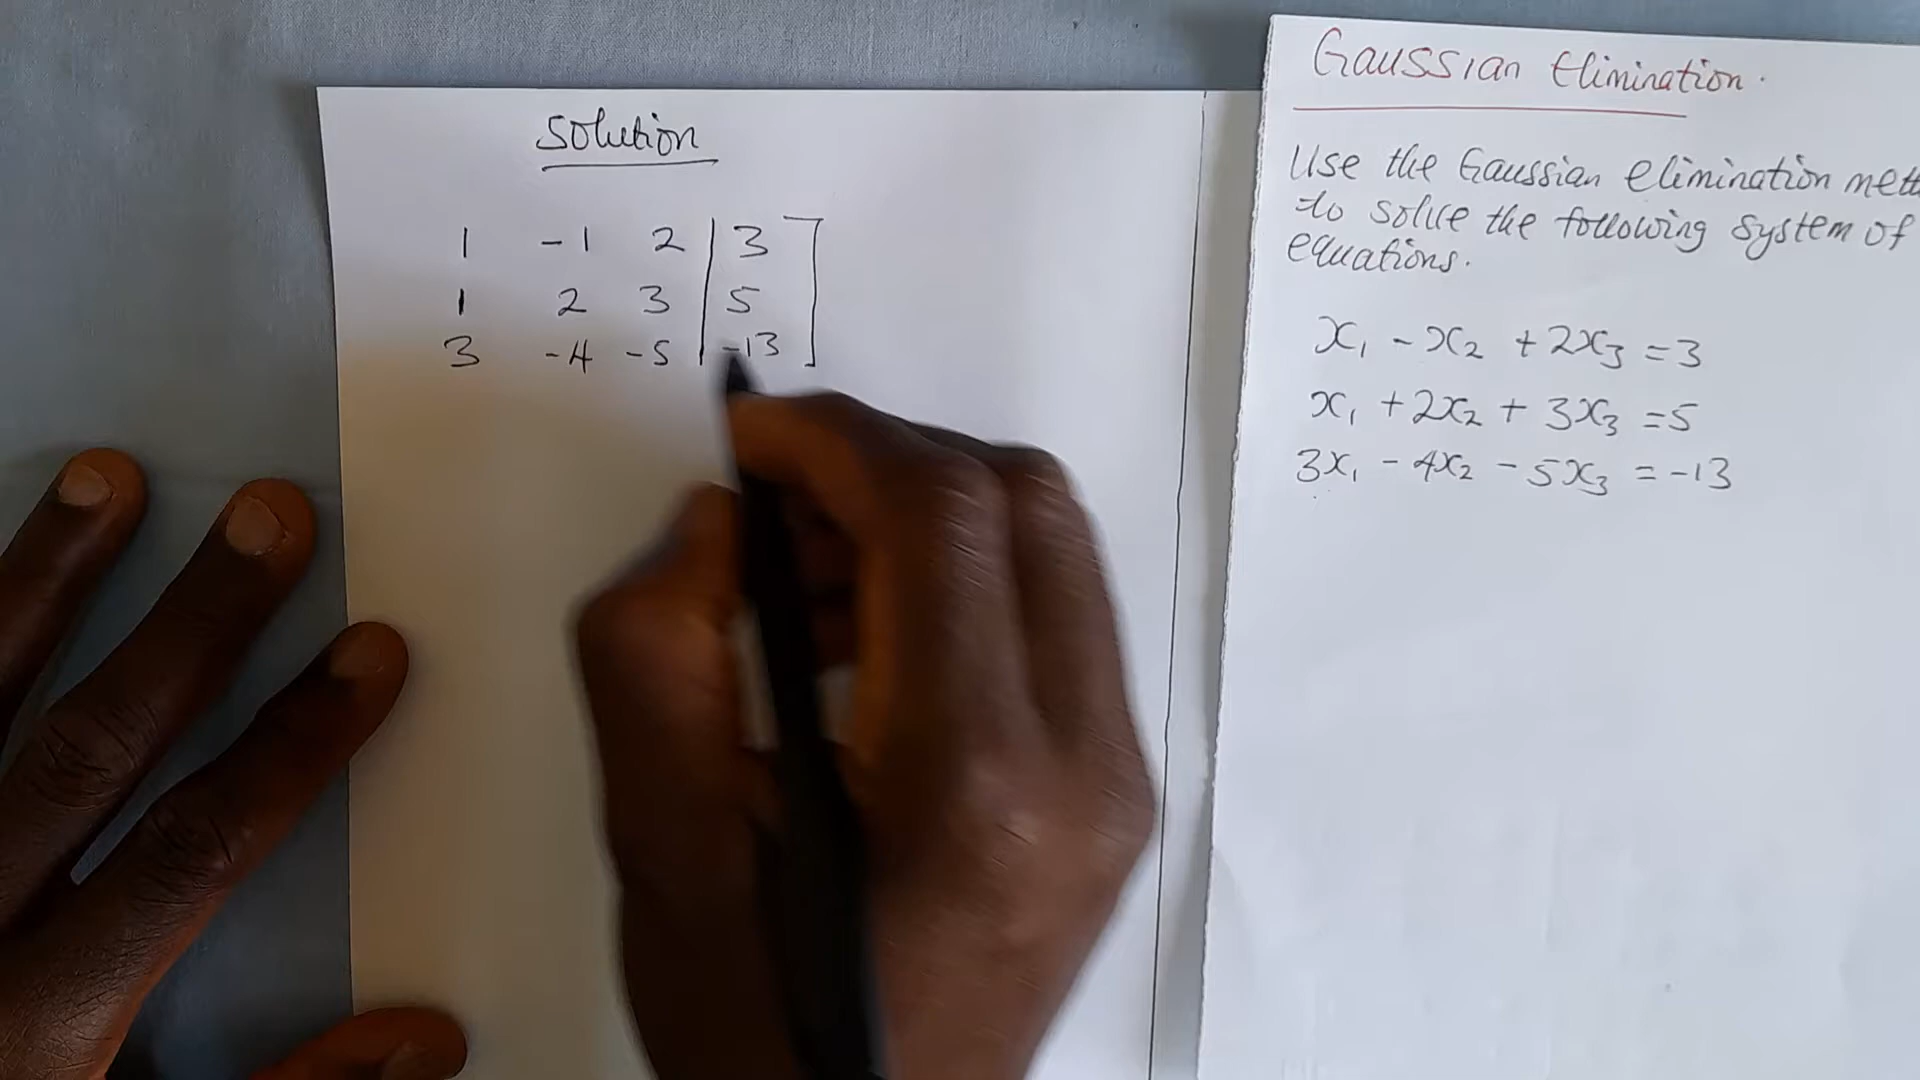 Solution
1 -1 2 | 3
1 2 3 | 5
3 -4 -5 | -13
Gaussian Elimination.
Use the Gaussian elimination
to solve the following system of
equations.
x₁ - x₂ + 2x₃ = 3
x₁ + 2x₂ + 3x₃ = 5
3x₁ - 4x₂ - 5x₃ = -13